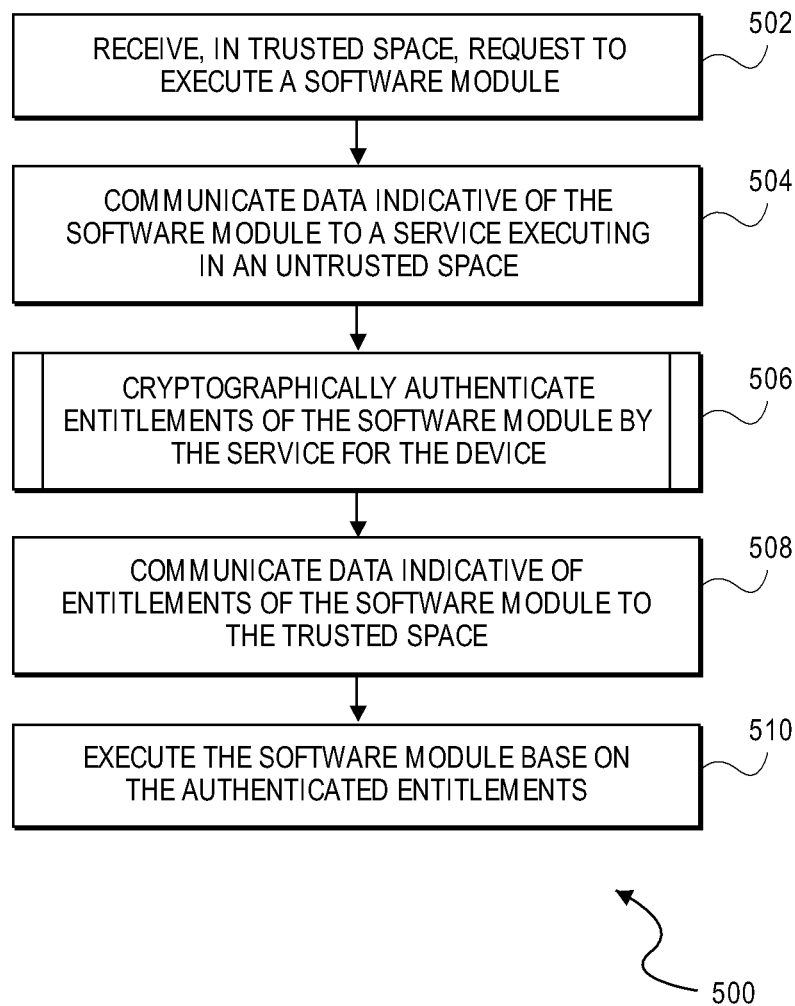 502
RECEIVE, IN TRUSTED SPACE, REQUEST TO
EXECUTE A SOFTWARE MODULE
504
COMMUNICATE DATA INDICATIVE OF THE
SOFTWARE MODULE TO A SERVICE EXECUTING
IN AN UNTRUSTED SPACE
506
CRYPTOGRAPHICALLY AUTHENTICATE
ENTITLEMENTS OF THE SOFTWARE MODULE BY
THE SERVICE FOR THE DEVICE
508
COMMUNICATE DATA INDICATIVE OF
ENTITLEMENTS OF THE SOFTWARE MODULE TO
THE TRUSTED SPACE
510
EXECUTE THE SOFTWARE MODULE BASE ON
THE AUTHENTICATED ENTITLEMENTS
500